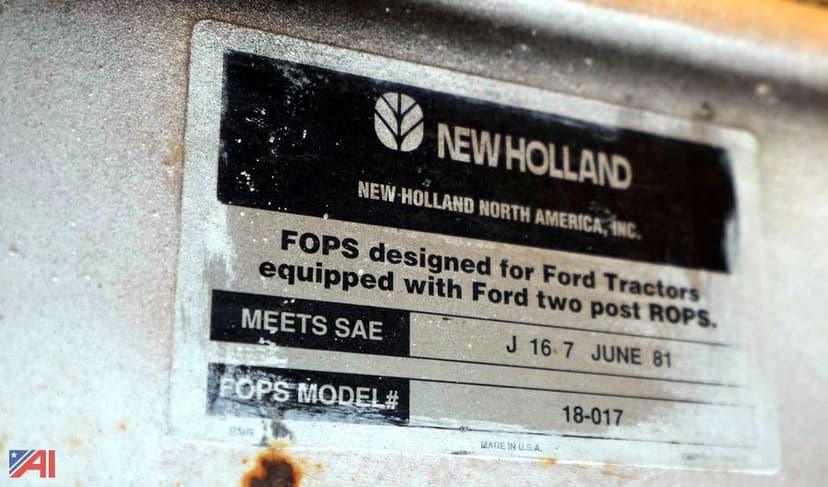 NEW HOLLAND
NEW HOLLAND NORTH AMERICA, INC.
FOPS designed for Ford Tractors
equipped with Ford two post ROPS.
MEETS SAE J 16 7 JUNE 81
FOPS MODEL# 18-017
MADE IN U.S.A.
AI